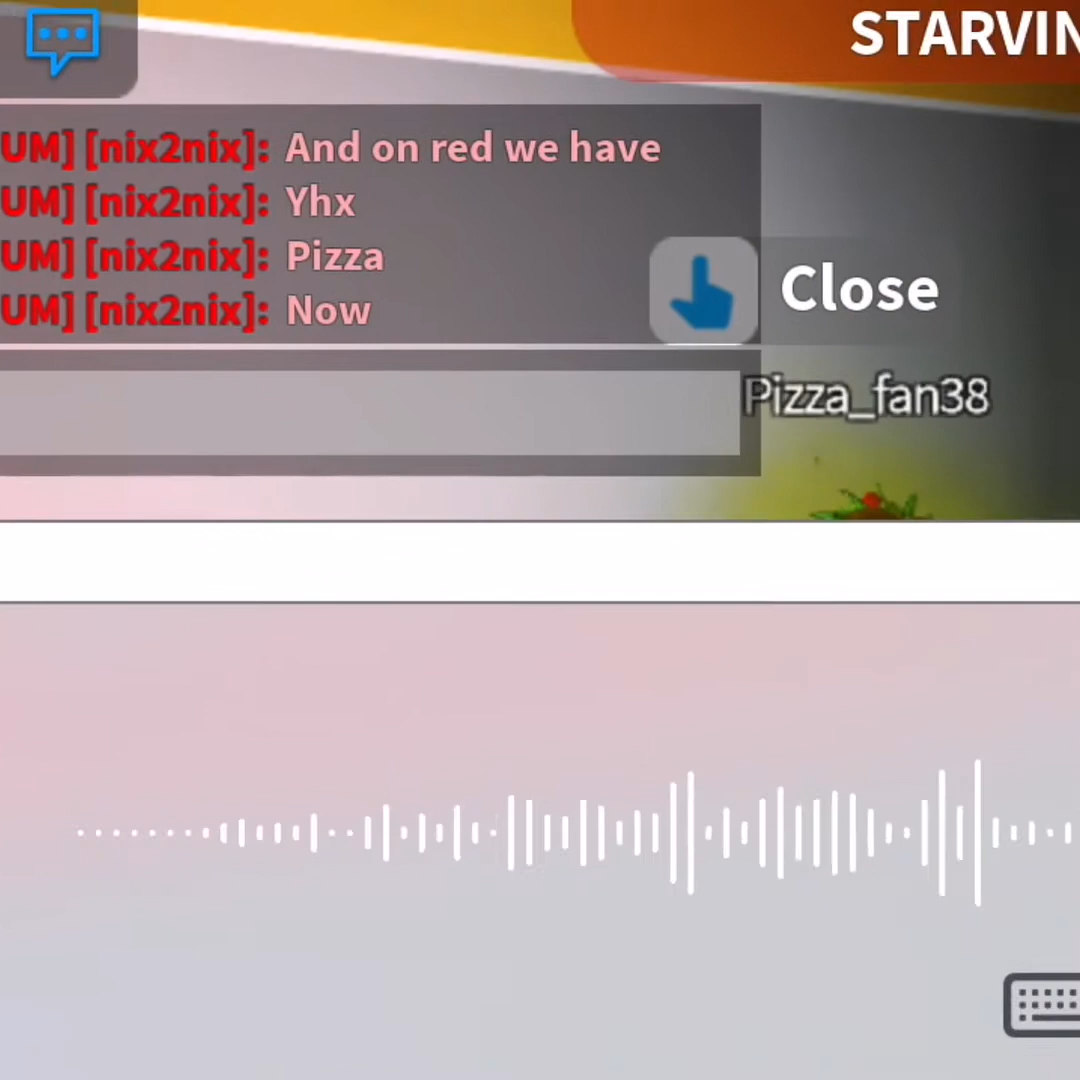 STARVIN
UM] [nix2nix]: And on red we have
UM] [nix2nix]: Yhx
UM] [nix2nix]: Pizza
UM] [nix2nix]: Now
Close
Pizza_fan38